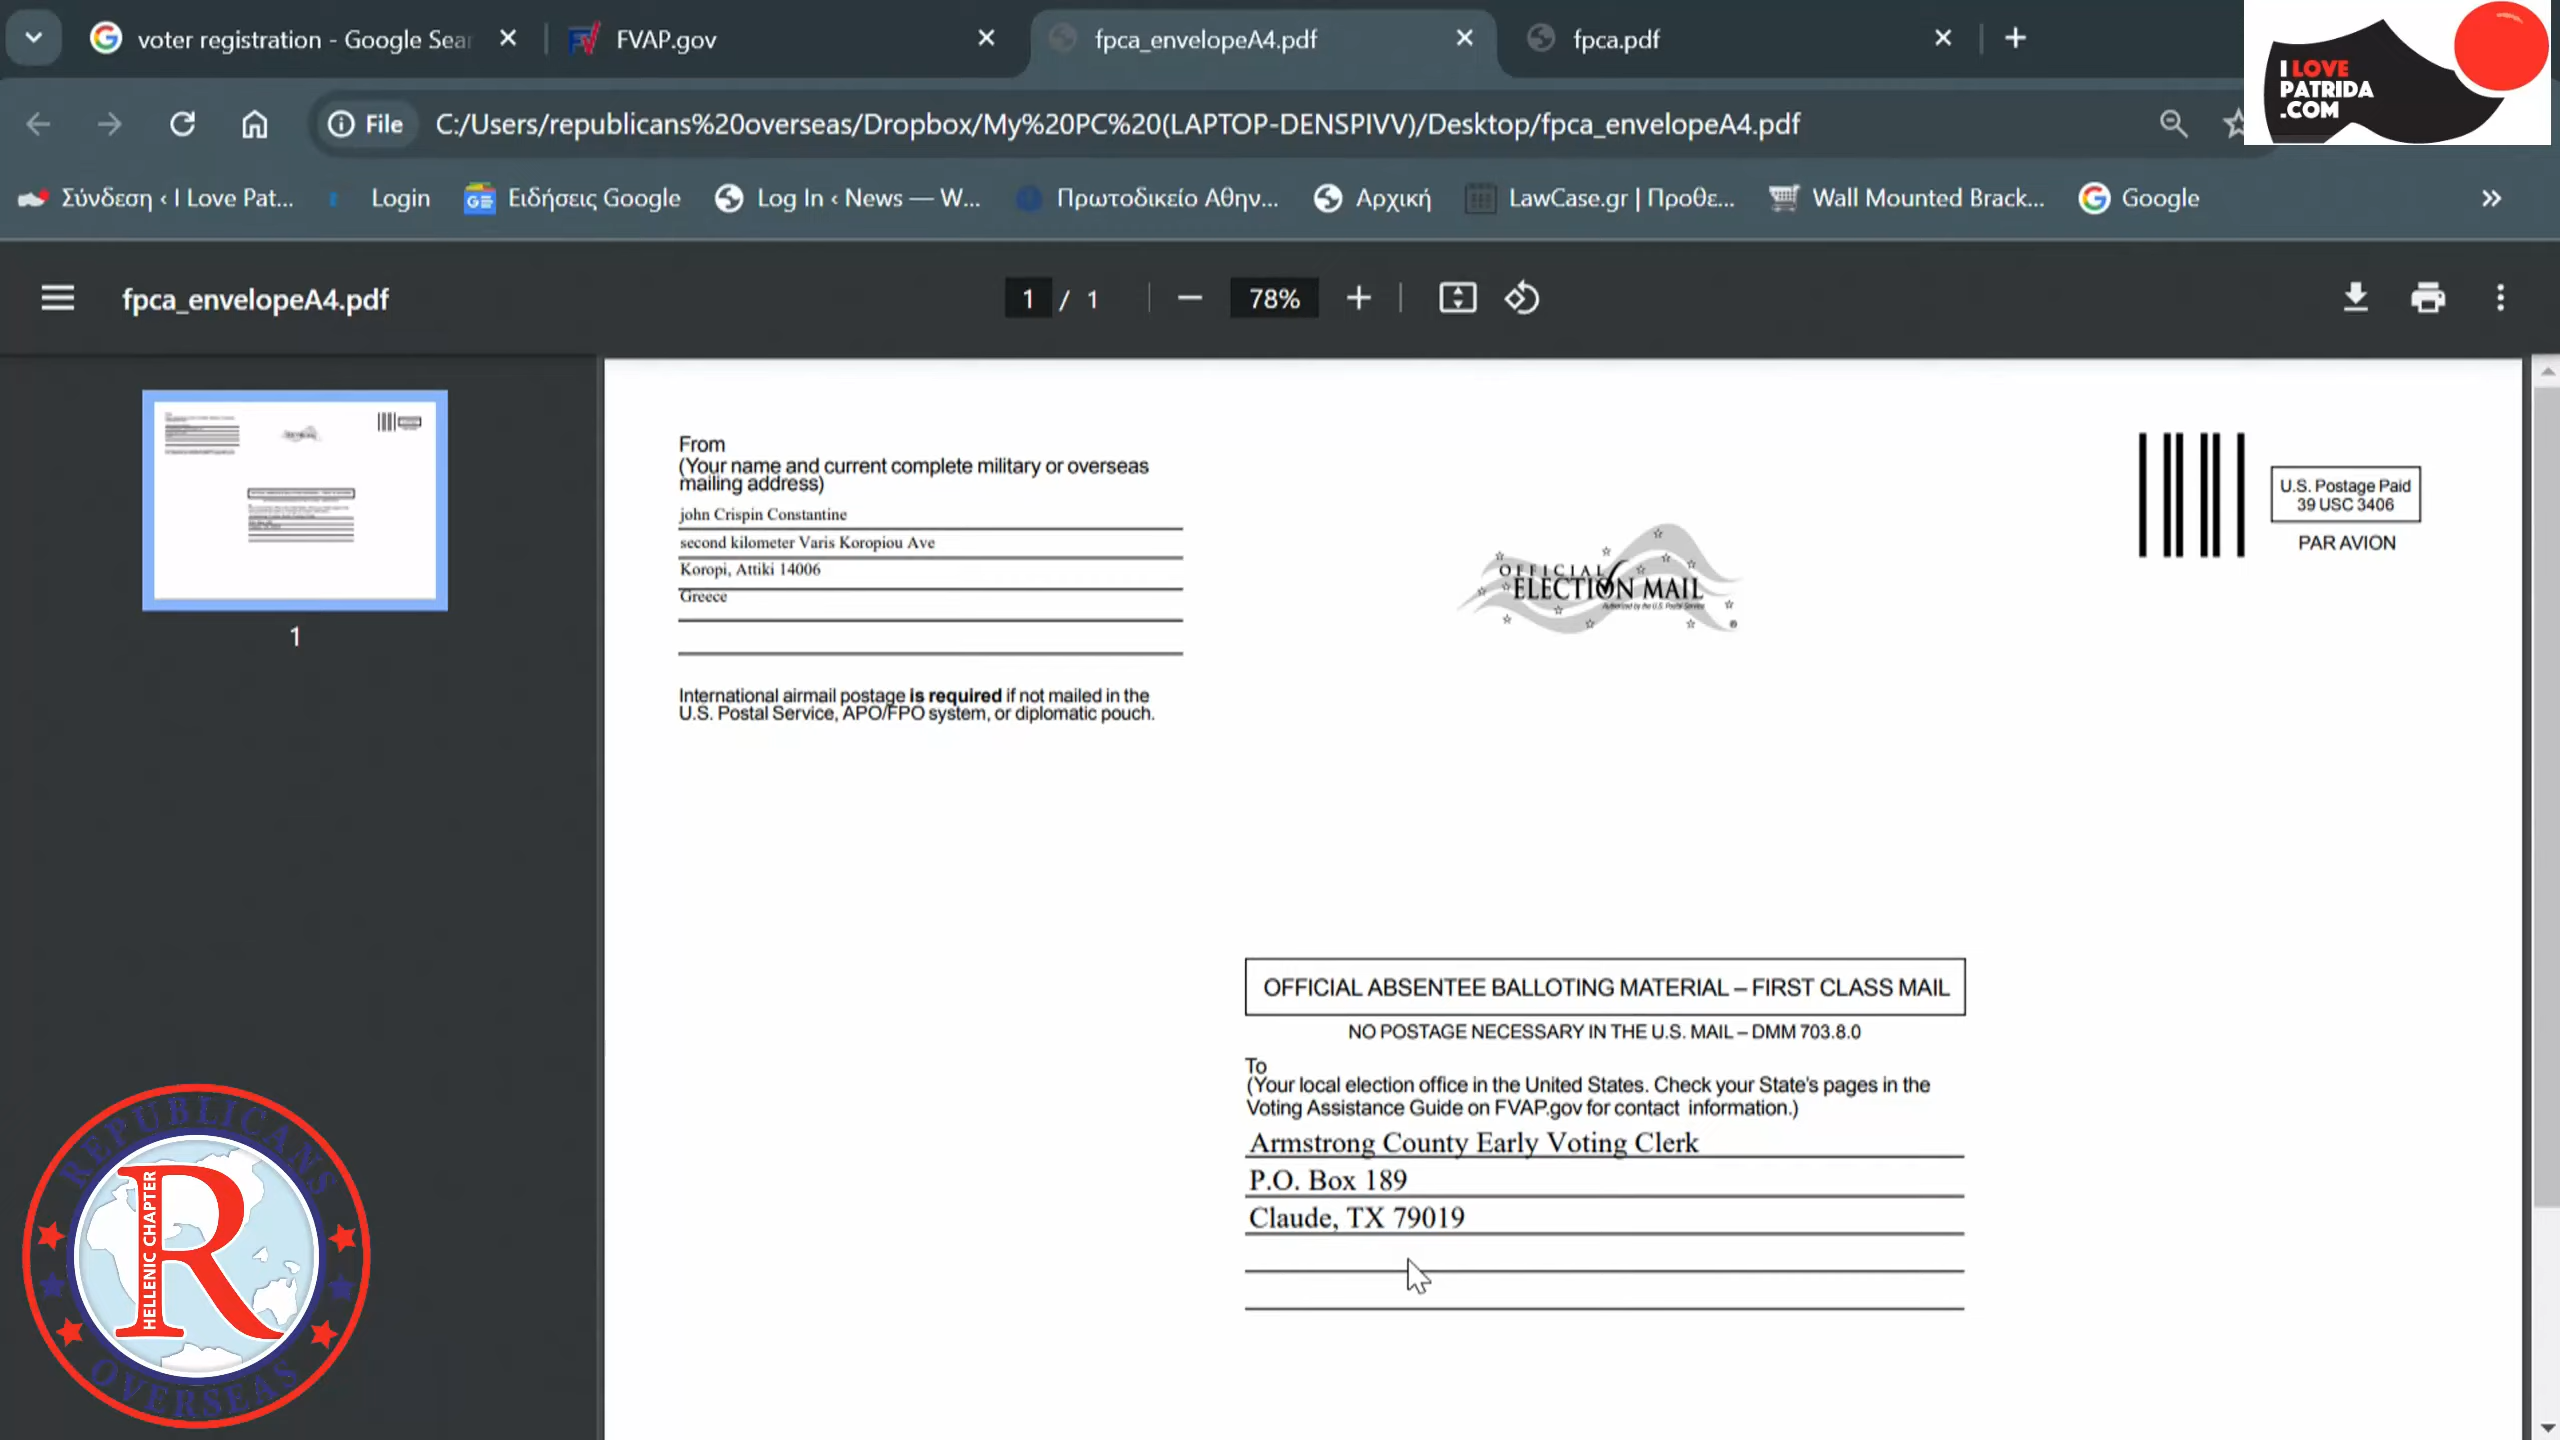 voter registration - Google Sear
FVAP.gov
fpca_envelopeA4.pdf
fpca.pdf
I LOVE
PATRIDA
.COM
File
C:/Users/republicans%20overseas/Dropbox/My%20PC%20(LAPTOP-DENSPIVV)/Desktop/fpca_envelopeA4.pdf
Σύνδεση ‹ I Love Pat...
Login
Ειδήσεις Google
Log In ‹ News — W...
Πρωτοδικείο Αθην...
Αρχική
LawCase.gr | Προθε...
Wall Mounted Brack...
Google
fpca_envelopeA4.pdf
1 / 1
78%
1
From
(Your name and current complete military or overseas
mailing address)
john Crispin Constantine
second kilometer Varis Koropiou Ave
Koropi, Attiki 14006
Greece
International airmail postage is required if not mailed in the
U.S. Postal Service, APO/FPO system, or diplomatic pouch.
OFFICIAL
ELECTION MAIL
Authorized by the U.S. Postal Service
U.S. Postage Paid
39 USC 3406
PAR AVION
OFFICIAL ABSENTEE BALLOTING MATERIAL – FIRST CLASS MAIL
NO POSTAGE NECESSARY IN THE U.S. MAIL – DMM 703.8.0
To
(Your local election office in the United States. Check your State's pages in the
Voting Assistance Guide on FVAP.gov for contact information.)
Armstrong County Early Voting Clerk
P.O. Box 189
Claude, TX 79019
REPUBLICANS
R
HELLENIC CHAPTER
OVERSEAS